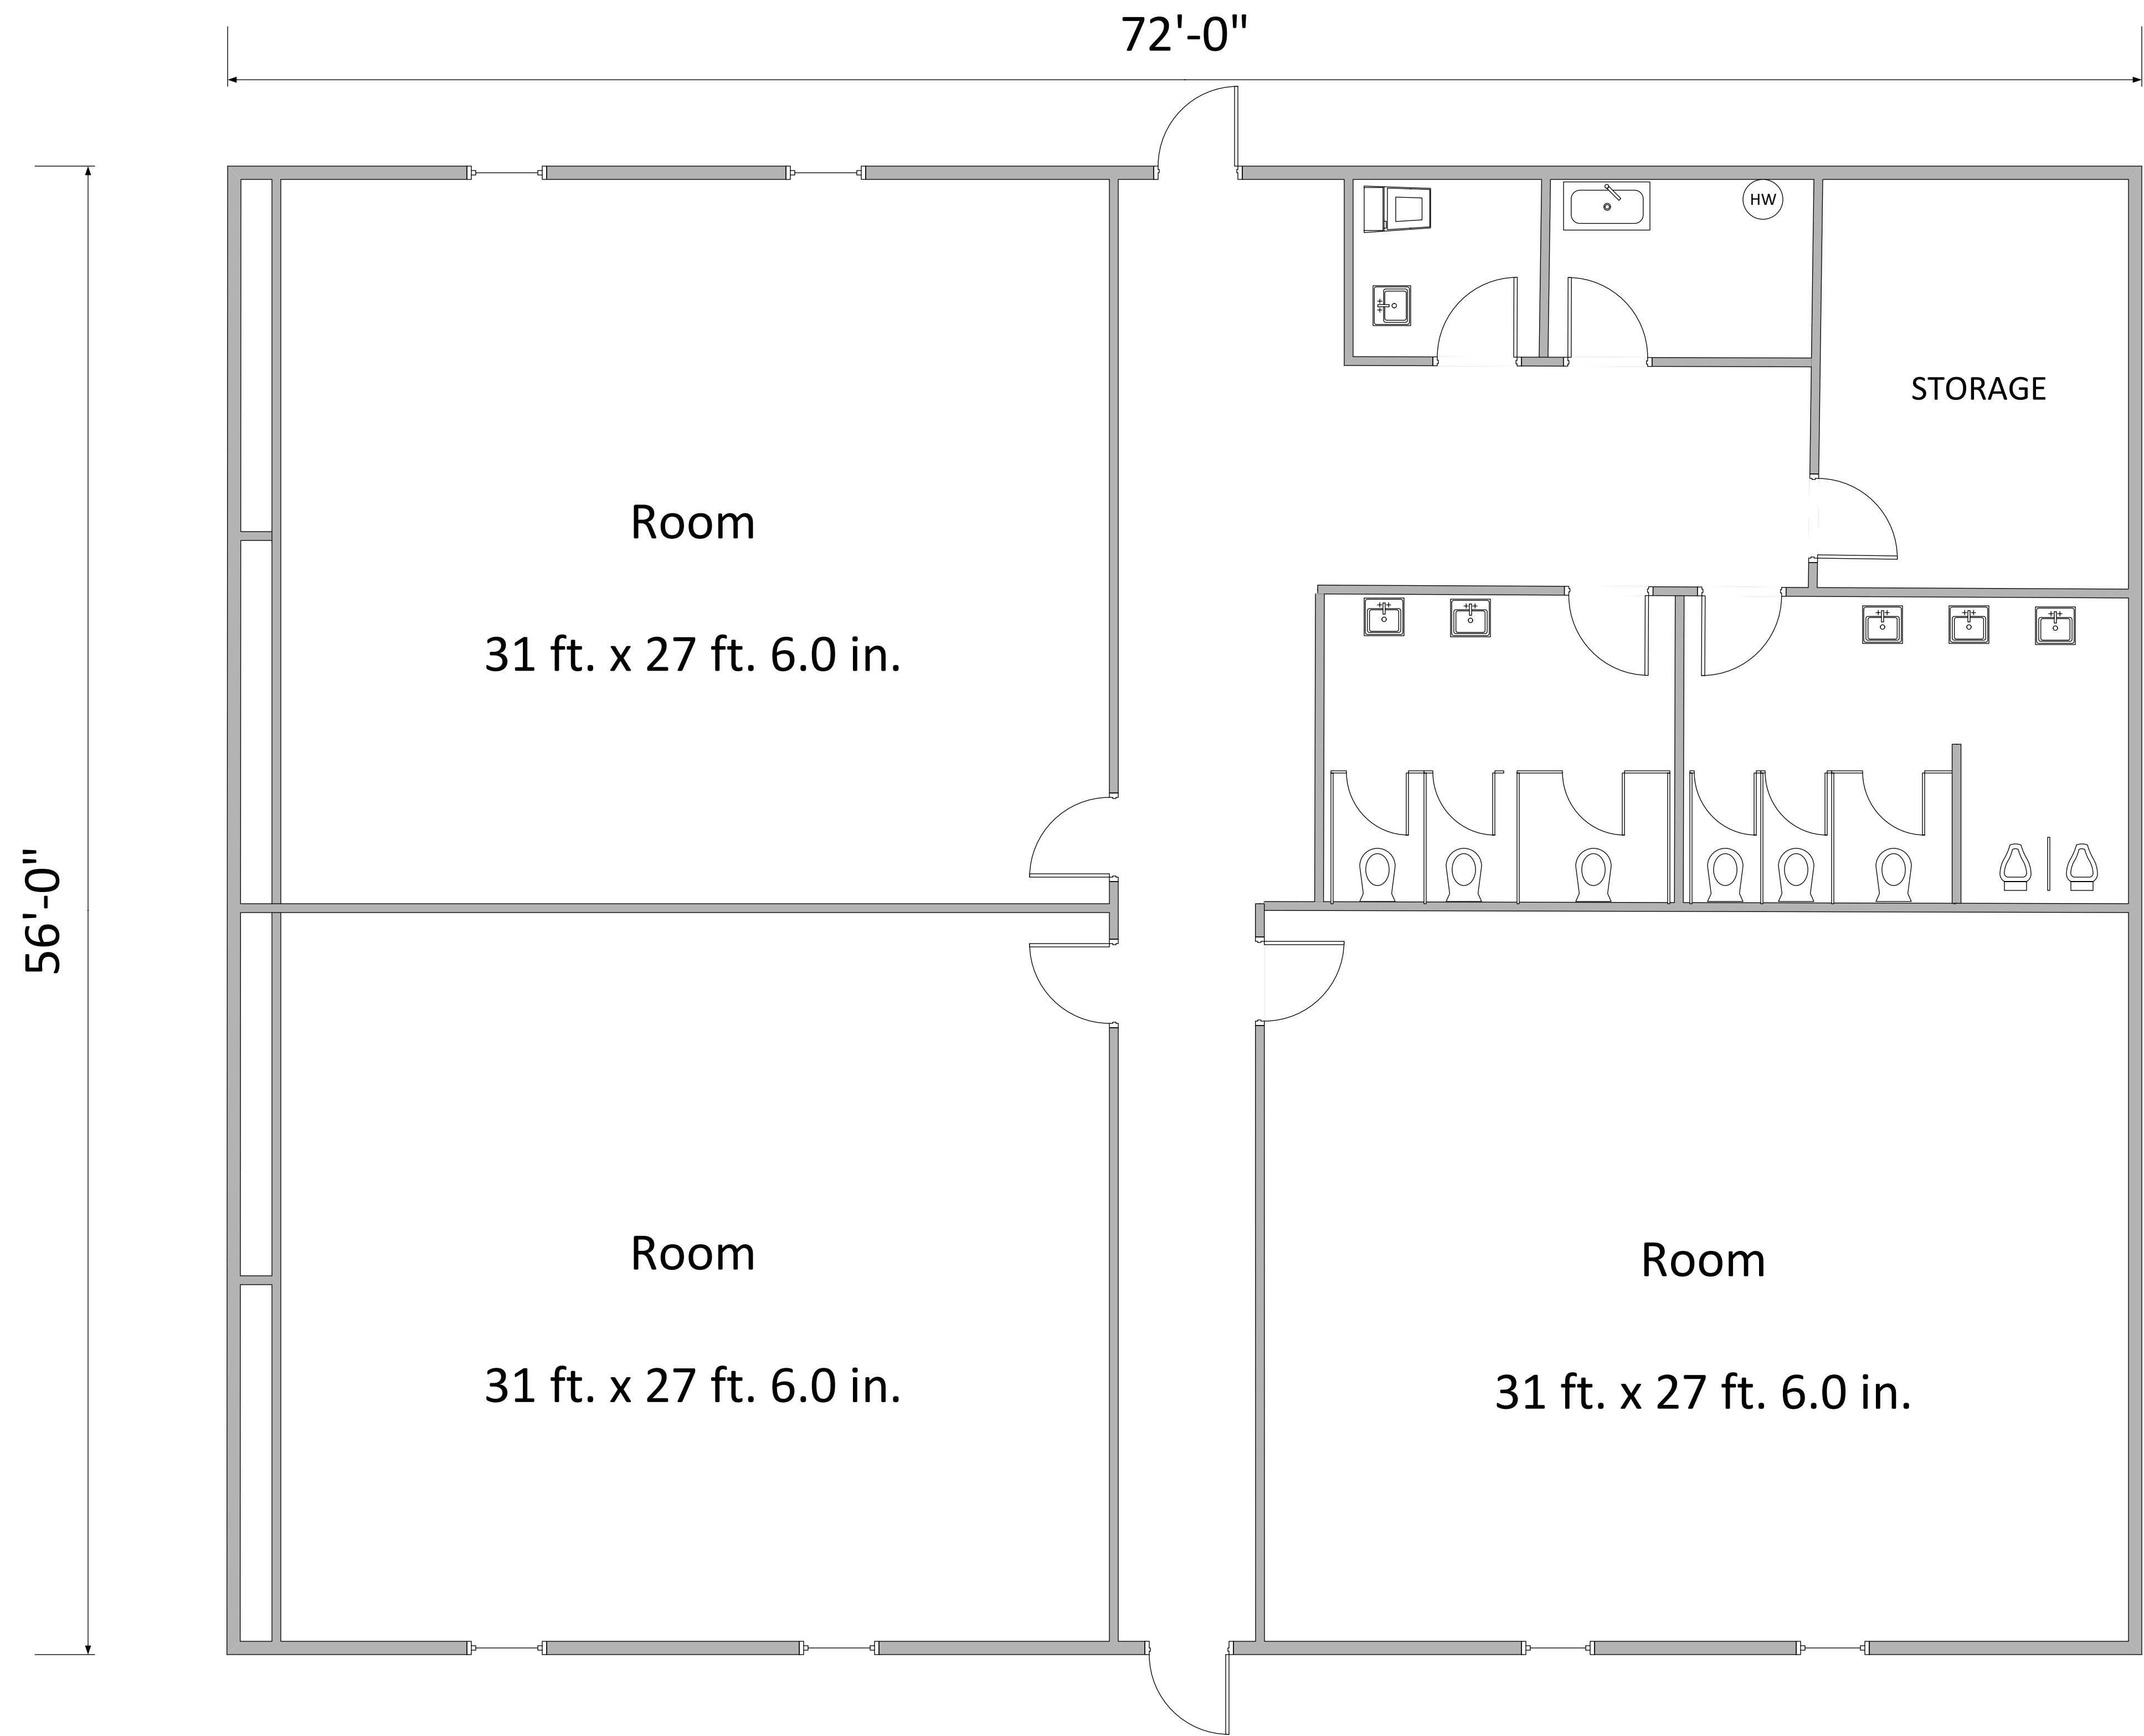 72'-0"
HW
STORAGE
Room
31 ft. x 27 ft. 6.0 in.
56'-0"
Room
31 ft. x 27 ft. 6.0 in.
Room
31 ft. x 27 ft. 6.0 in.